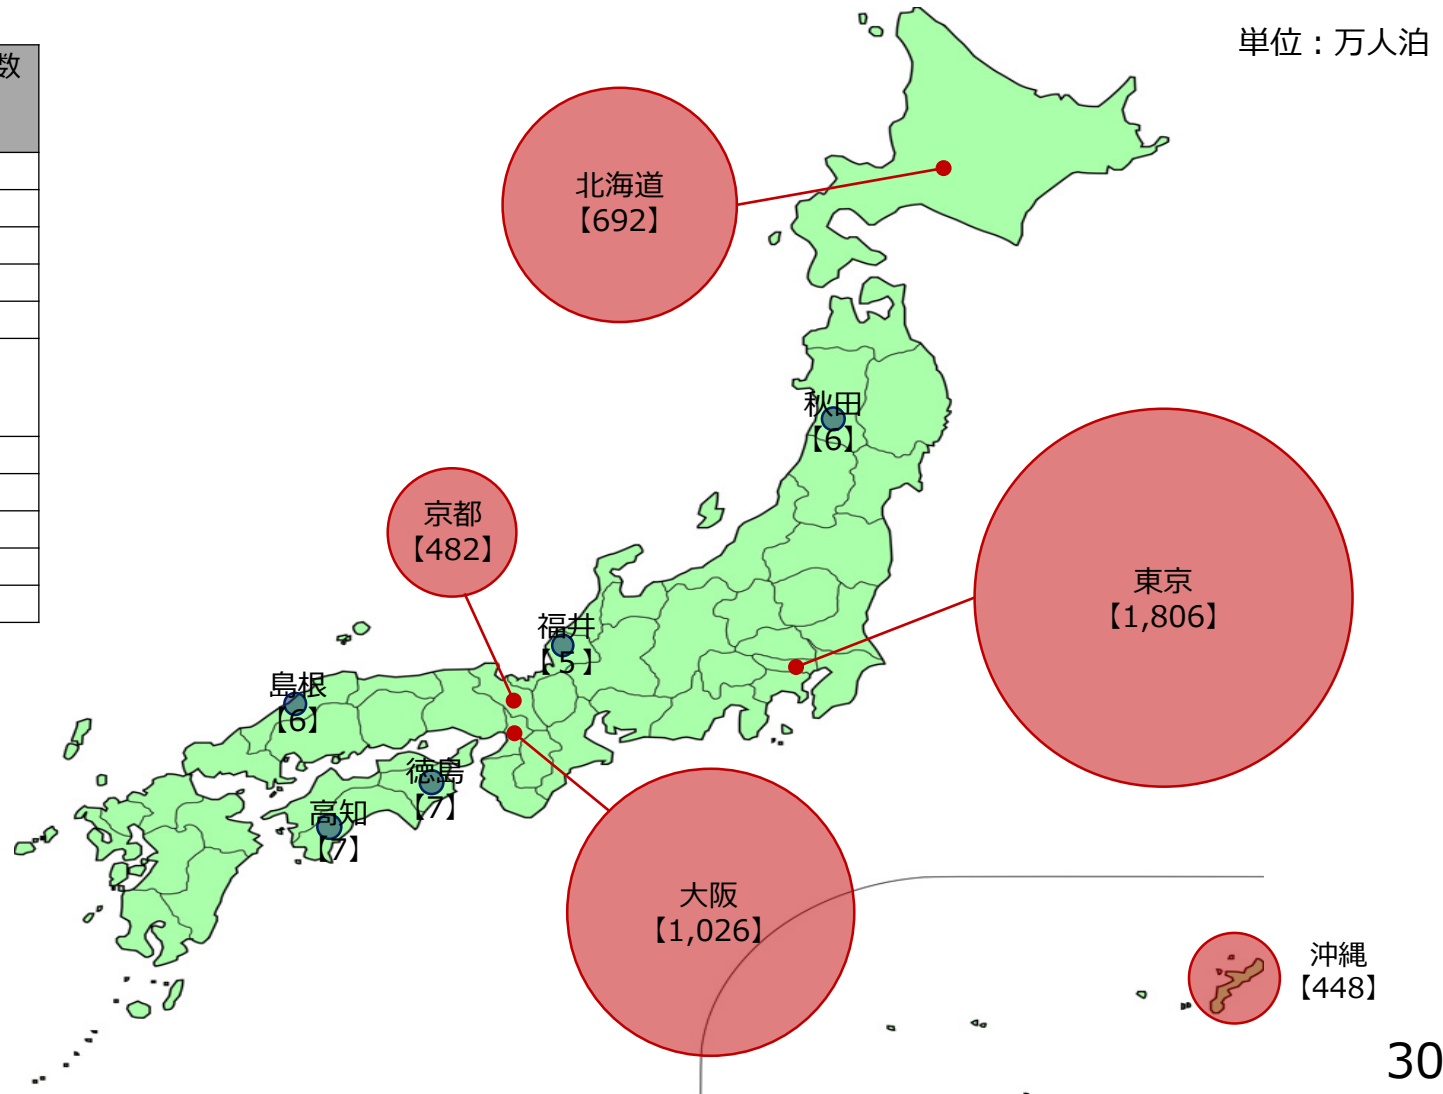 数
単位：万人泊
北海道
【692】
秋田
【6】
京都
【482】
東京
【1,806】
福井
【5】
島根
【6】
徳島
【7】
高知
【7】
大阪
【1,026】
沖縄
【448】
30